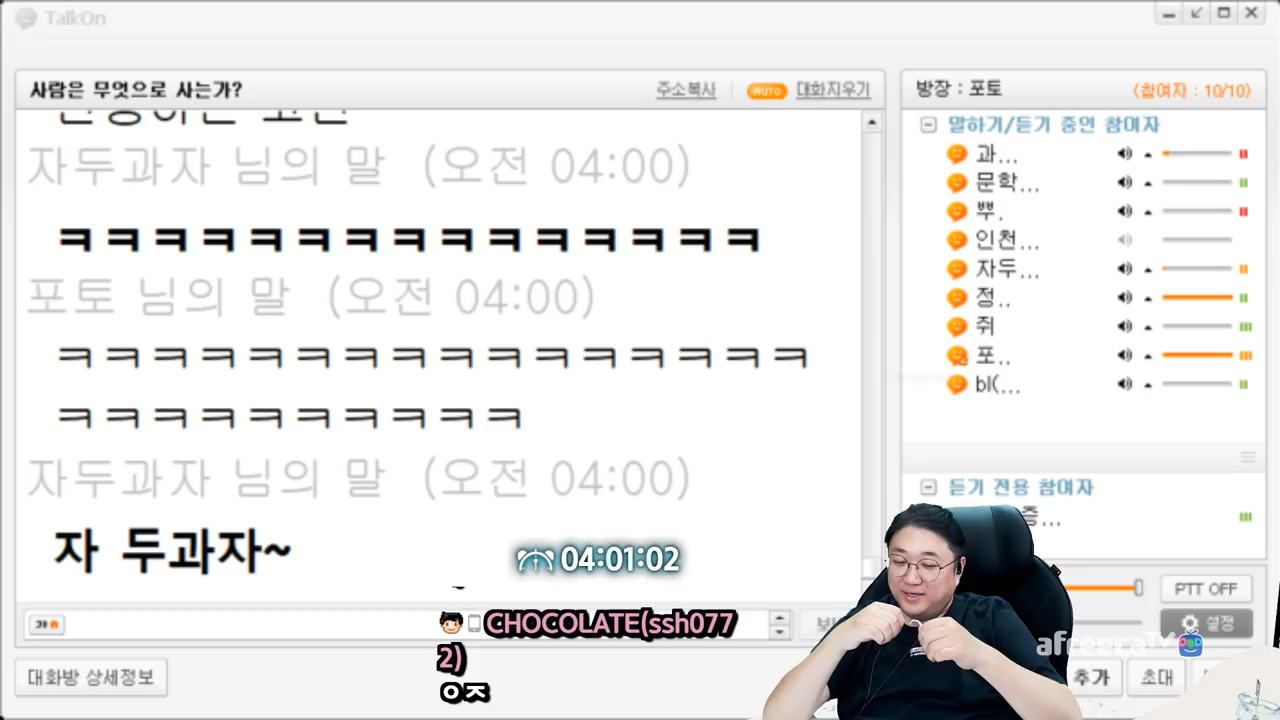 TalkOn
사람은 무엇으로 사는가?
주소복사
AUTO
대화지우기
자두과자 님의 말 (오전 04:00)
ㅋㅋㅋㅋㅋㅋㅋㅋㅋㅋㅋㅋㅋㅋㅋ
포토 님의 말 (오전 04:00)
ㅋㅋㅋㅋㅋㅋㅋㅋㅋㅋㅋㅋㅋㅋㅋㅋ
ㅋㅋㅋㅋㅋㅋㅋㅋㅋㅋ
자두과자 님의 말 (오전 04:00)
자 두과자~
04:01:02
CHOCOLATE(ssh077
2)
ㅇㅈ
대화방 상세정보
방장 : 포토
(참여자 : 10/10)
말하기/듣기 중인 참여자
과...
문학...
뿌.
인천...
자두...
정..
쥐
포..
bl(...
듣기 전용 참여자
증...
PTT OFF
설정
afreecaTV
추가
초대